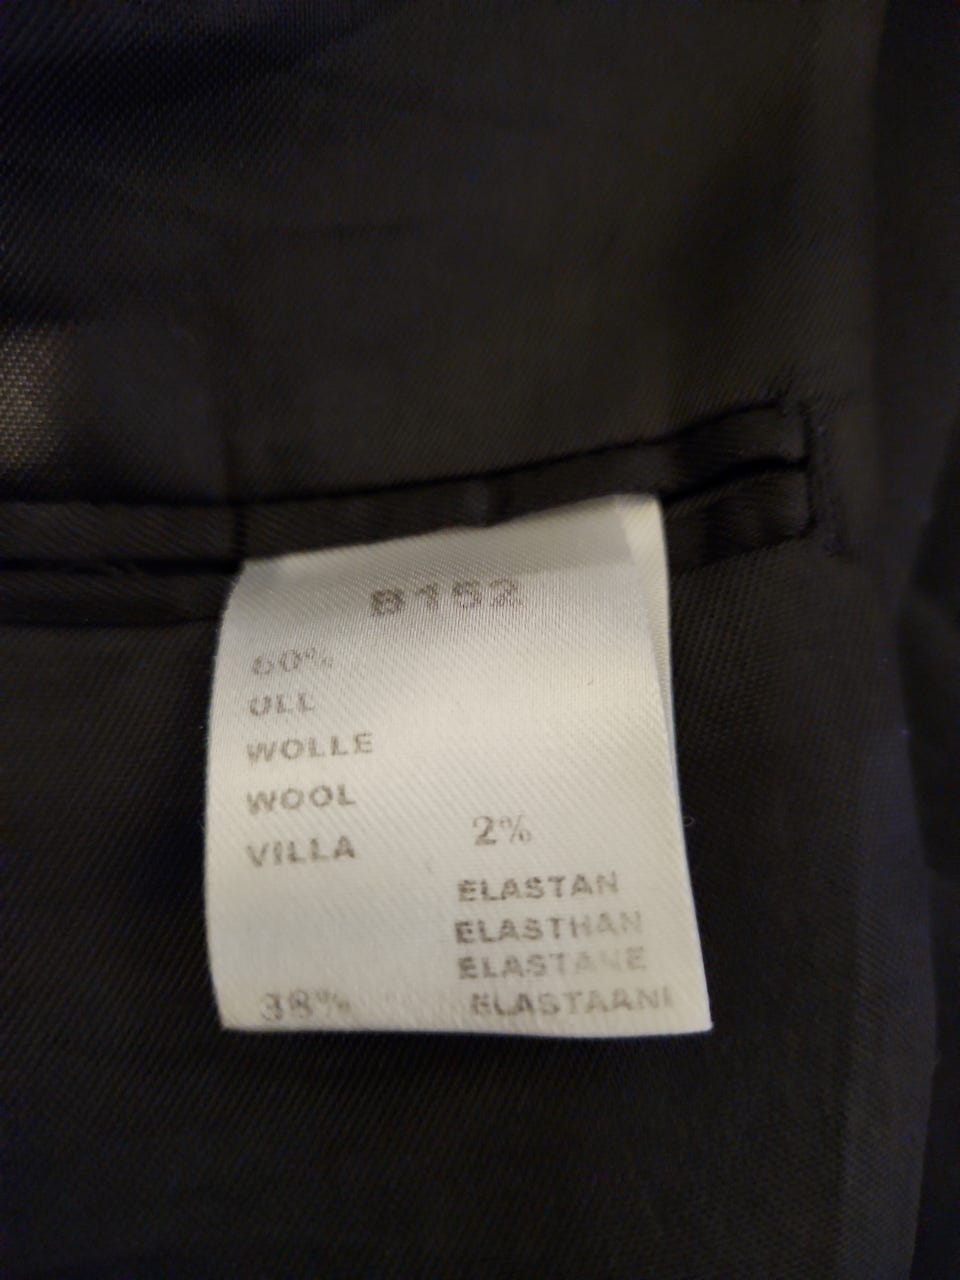 B152
60%
ULL
WOLLE
WOOL
VILLA
2%
ELASTAN
ELASTHAN
ELASTANE
ELASTAANI
38%